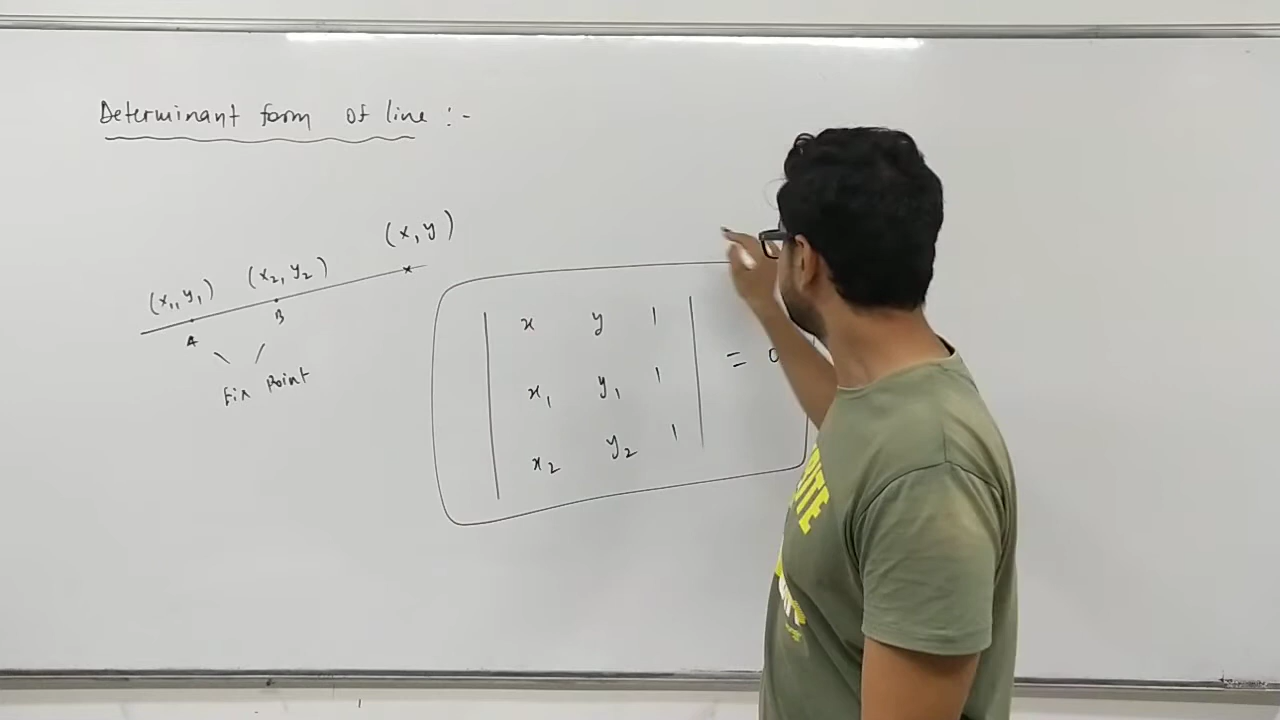 Determinant form of line :-
(x, y)
(x₁, y₁) (x₂, y₂)
A B
Fix Point
x y 1
x₁ y₁ 1 = 0
x₂ y₂ 1